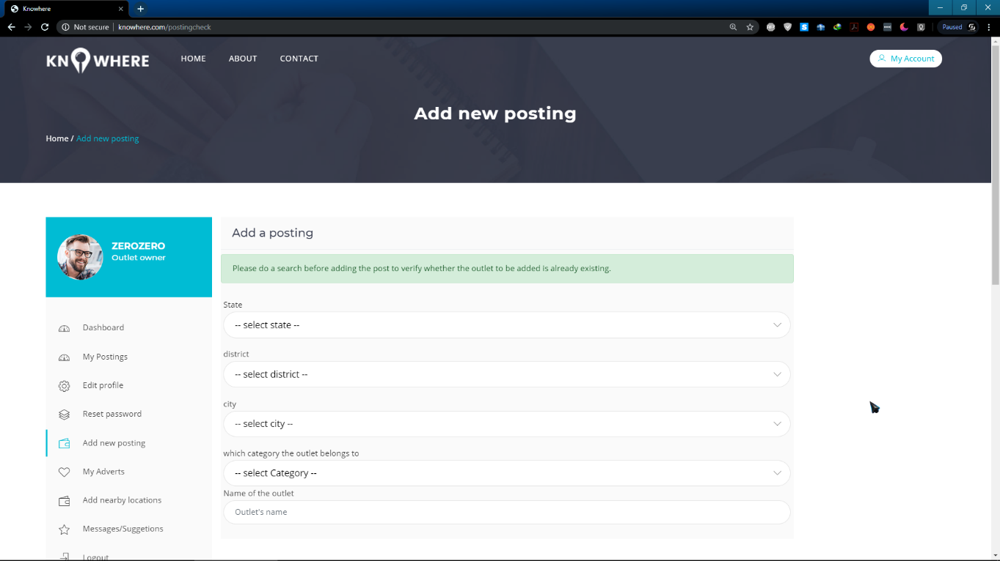 Knowhere
Not secure knowhere.com/postingcheck
Paused
KNOWHERE
HOME ABOUT CONTACT
My Account
Add new posting
Home / Add new posting
ZEROZERO
Outlet owner
Dashboard
My Postings
Edit profile
Reset password
Add new posting
My Adverts
Add nearby locations
Messages/Suggetions
Logout
Add a posting
Please do a search before adding the post to verify whether the outlet to be added is already existing.
State
-- select state --
district
-- select district --
city
-- select city --
which category the outlet belongs to
-- select Category --
Name of the outlet
Outlet's name